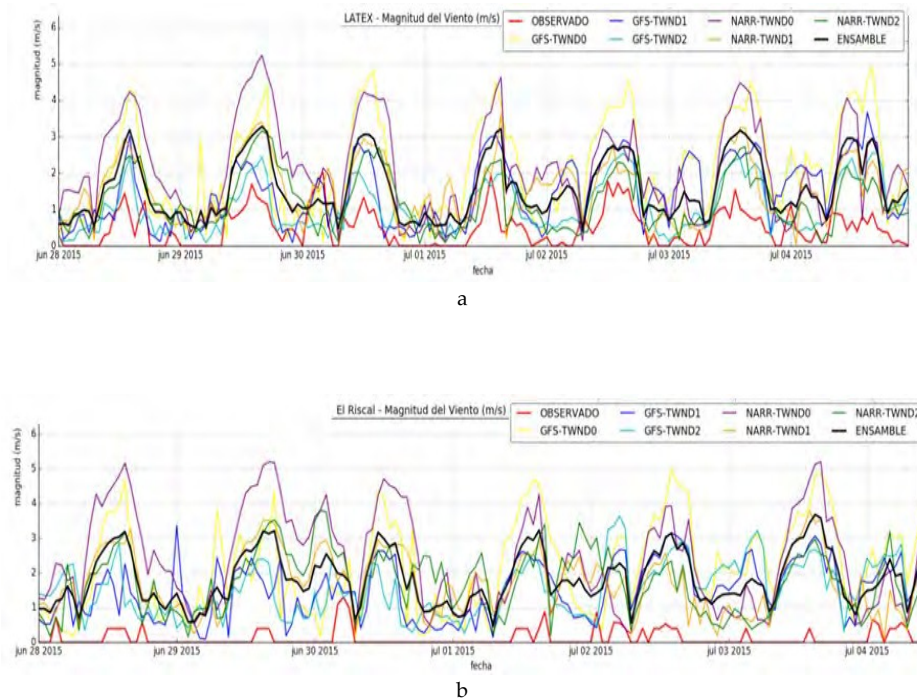 LATEX - Magnitud del Viento (m/s)
OBSERVADO GFS-TWND1 NARR-TWND0 NARR-TWND2
GFS-TWND0 GFS-TWND2 NARR-TWND1 ENSAMBLE
magnitud (m/s)
6
5
4
3
2
1
0
jun 28 2015 jun 29 2015 jun 30 2015 jul 01 2015 jul 02 2015 jul 03 2015 jul 04 2015
fecha
a
El Riscal - Magnitud del Viento (m/s)
OBSERVADO GFS-TWND1 NARR-TWND0 NARR-TWND2
GFS-TWND0 GFS-TWND2 NARR-TWND1 ENSAMBLE
magnitud (m/s)
6
5
4
3
2
1
0
jun 28 2015 jun 29 2015 jun 30 2015 jul 01 2015 jul 02 2015 jul 03 2015 jul 04 2015
fecha
b